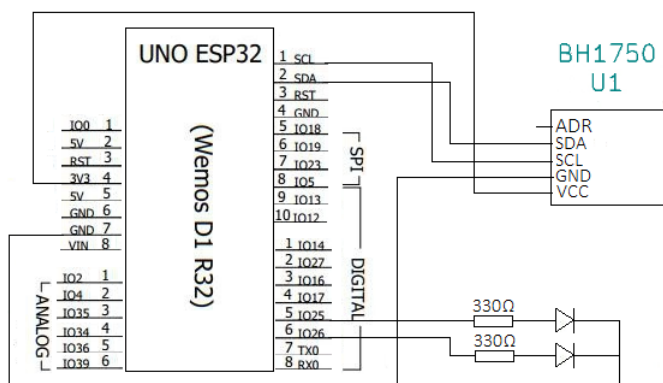 UNO ESP32
(Wemos D1 R32)
IO0 1
5V 2
RST 3
3V3 4
5V 5
GND 6
GND 7
VIN 8
ANALOG
IO2 1
IO4 2
IO35 3
IO34 4
IO36 5
IO39 6
1 SCL
2 SDA
3 RST
4 GND
5 IO18
6 IO19
7 IO23
8 IO5
9 IO13
10 IO12
SPI
1 IO14
2 IO27
3 IO16
4 IO17
5 IO25
6 IO26
7 TX0
8 RX0
DIGITAL
BH1750
U1
ADR
SDA
SCL
GND
VCC
330Ω
330Ω